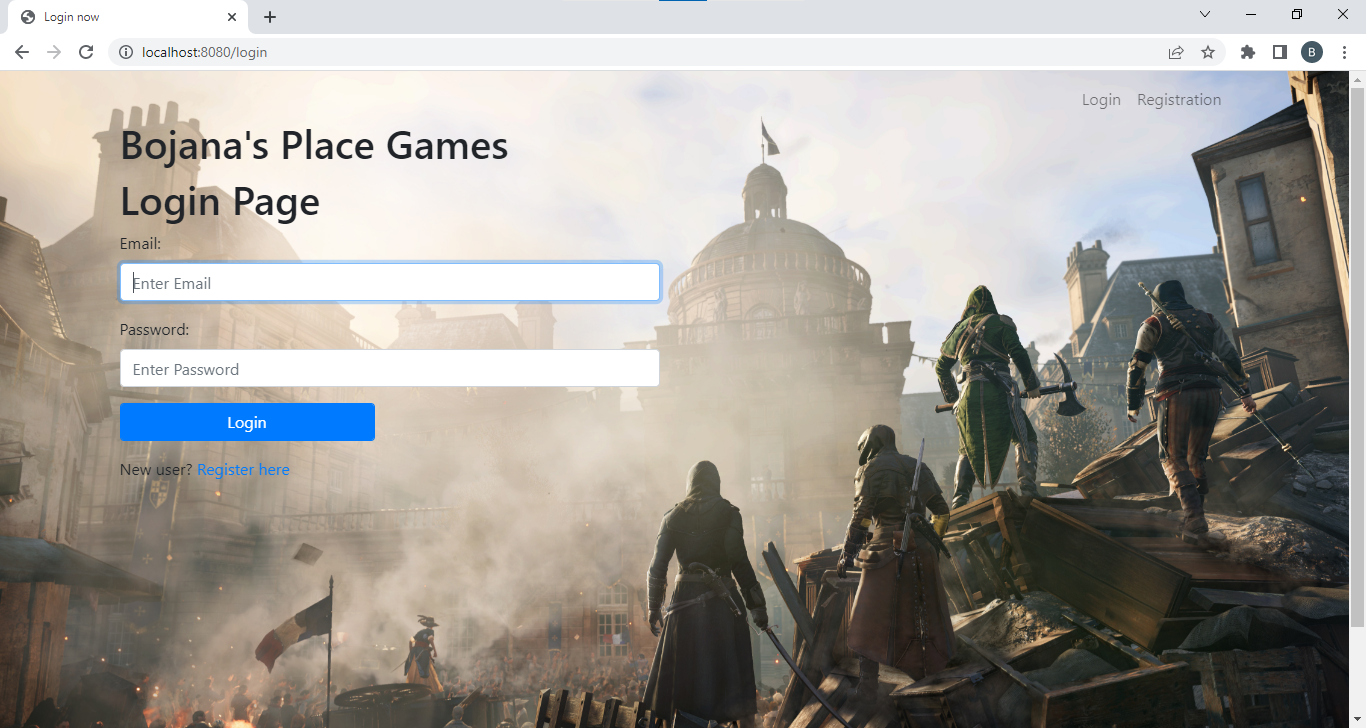 Login now
localhost:8080/login
B
Login Registration
Bojana's Place Games
Login Page
Email:
Enter Email
Password:
Enter Password
Login
New user? Register here